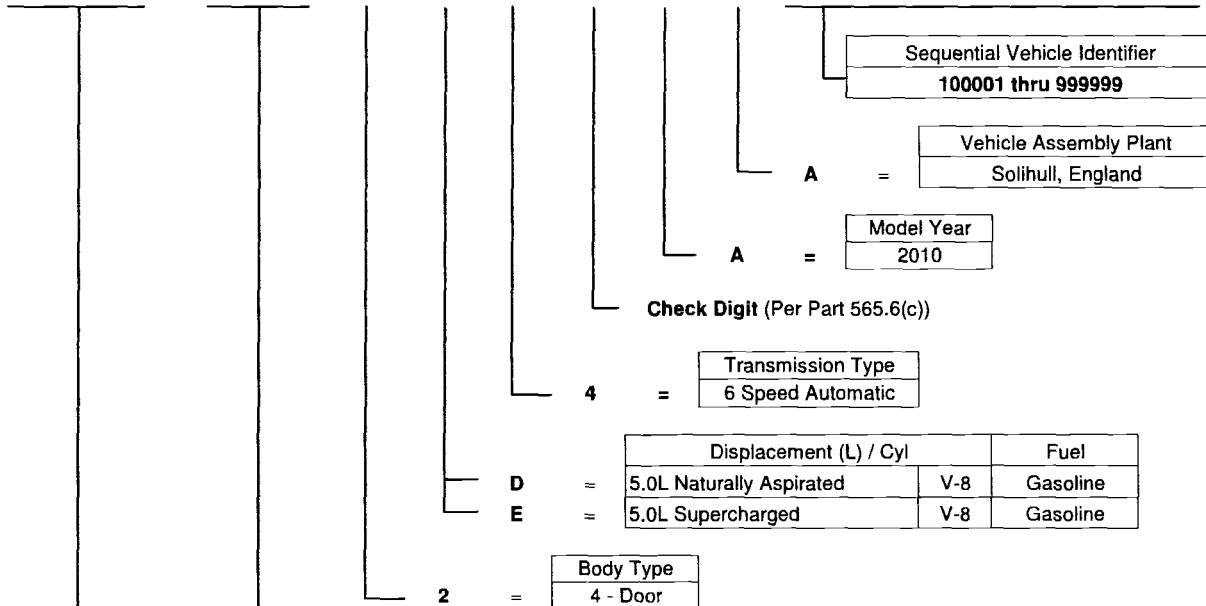 Sequential Vehicle Identifier
100001 thru 999999
Vehicle Assembly Plant
A = Solihull, England
Model Year
A = 2010
Check Digit (Per Part 565.6(c))
Transmission Type
4 = 6 Speed Automatic
Displacement (L) / Cyl Fuel
D = 5.0L Naturally Aspirated V-8 Gasoline
E = 5.0L Supercharged V-8 Gasoline
Body Type
2 = 4 - Door